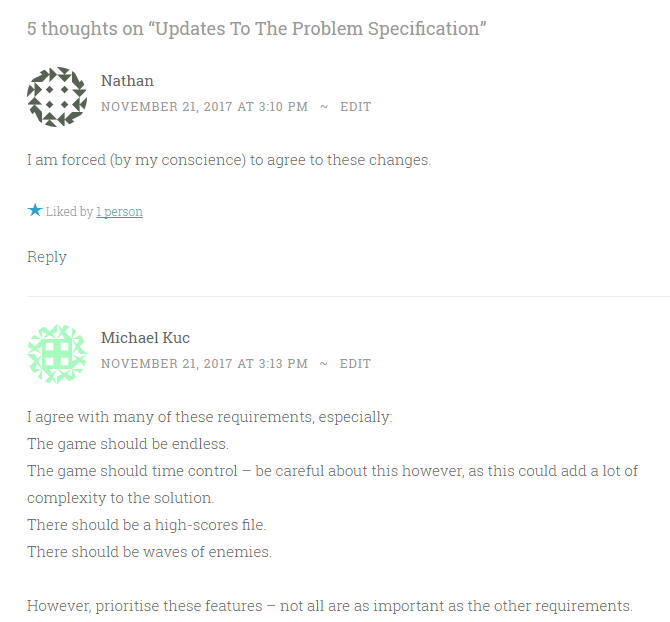 5 thoughts on “Updates To The Problem Specification”
Nathan
NOVEMBER 21, 2017 AT 3:10 PM ~ EDIT
I am forced (by my conscience) to agree to these changes.
Liked by 1 person
Reply
Michael Kuc
NOVEMBER 21, 2017 AT 3:13 PM ~ EDIT
I agree with many of these requirements, especially:
The game should be endless.
The game should time control – be careful about this however, as this could add a lot of
complexity to the solution.
There should be a high-scores file.
There should be waves of enemies.
However, prioritise these features – not all are as important as the other requirements.